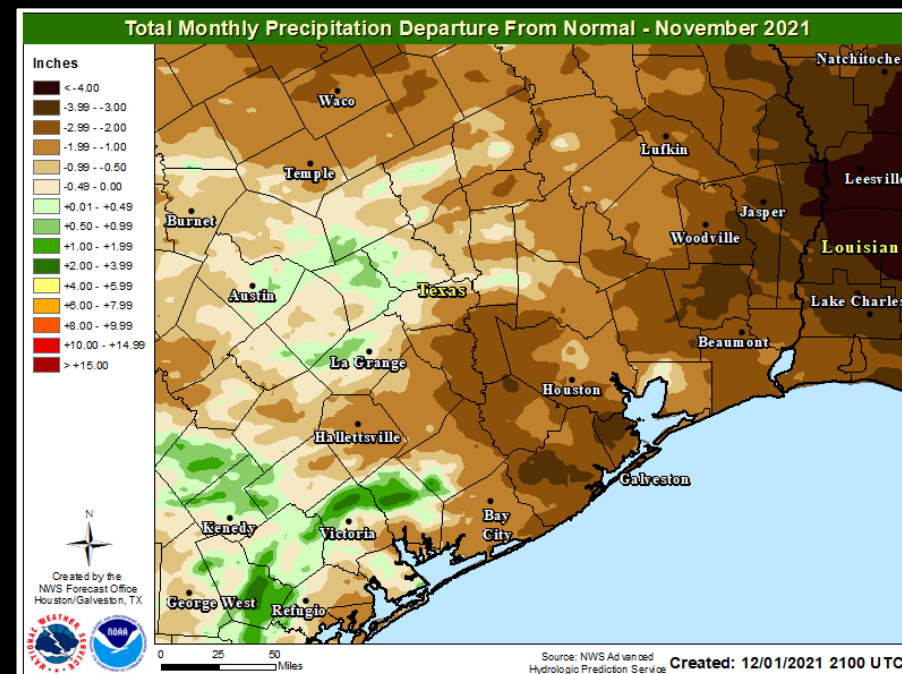 Total Monthly Precipitation Departure From Normal - November 2021
Inches
< -4.00
-3.99 - -3.00
-2.99 - -2.00
-1.99 - -1.00
-0.99 - -0.50
-0.49 - 0.00
+0.01 - +0.49
+0.50 - +0.99
+1.00 - +1.99
+2.00 - +3.99
+4.00 - +5.99
+6.00 - +7.99
+8.00 - +9.99
+10.00 - +14.99
> +15.00
Natchitoche
Waco
Lufkin
Temple
Leesville
Burnet
Jasper
Woodville
Louisian
Austin
Texas
Lake Charles
Beaumont
La Grange
Houston
Hallettsville
Galveston
Kenedy
Victoria
Bay
City
George West
Refugio
N
Created by the
NWS Forecast Office
Houston/Galveston, TX
NATIONAL WEATHER SERVICE
NOAA
0 25 50
Miles
Source: NWS Advanced
Hydrologic Prediction Service
Created: 12/01/2021 2100 UTC